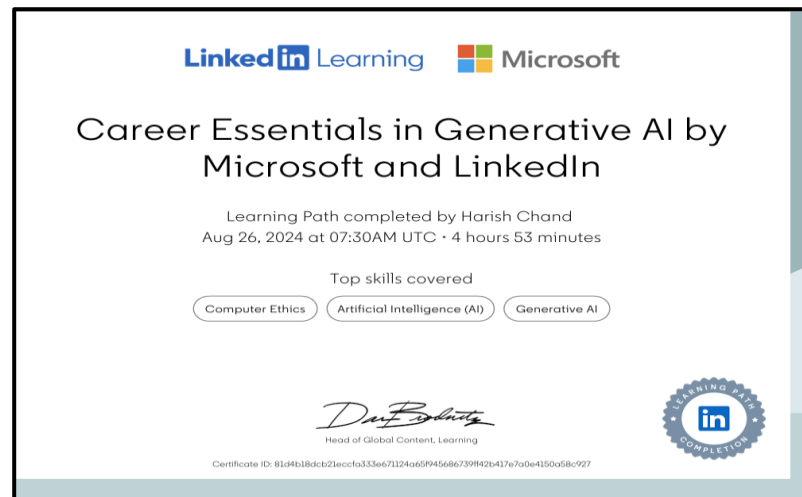 Linked in Learning Microsoft
Career Essentials in Generative AI by
Microsoft and LinkedIn
Learning Path completed by Harish Chand
Aug 26, 2024 at 07:30AM UTC · 4 hours 53 minutes
Top skills covered
Computer Ethics Artificial Intelligence (AI) Generative AI
Head of Global Content, Learning
LEARNING PATH
in
COMPLETION
Certificate ID: